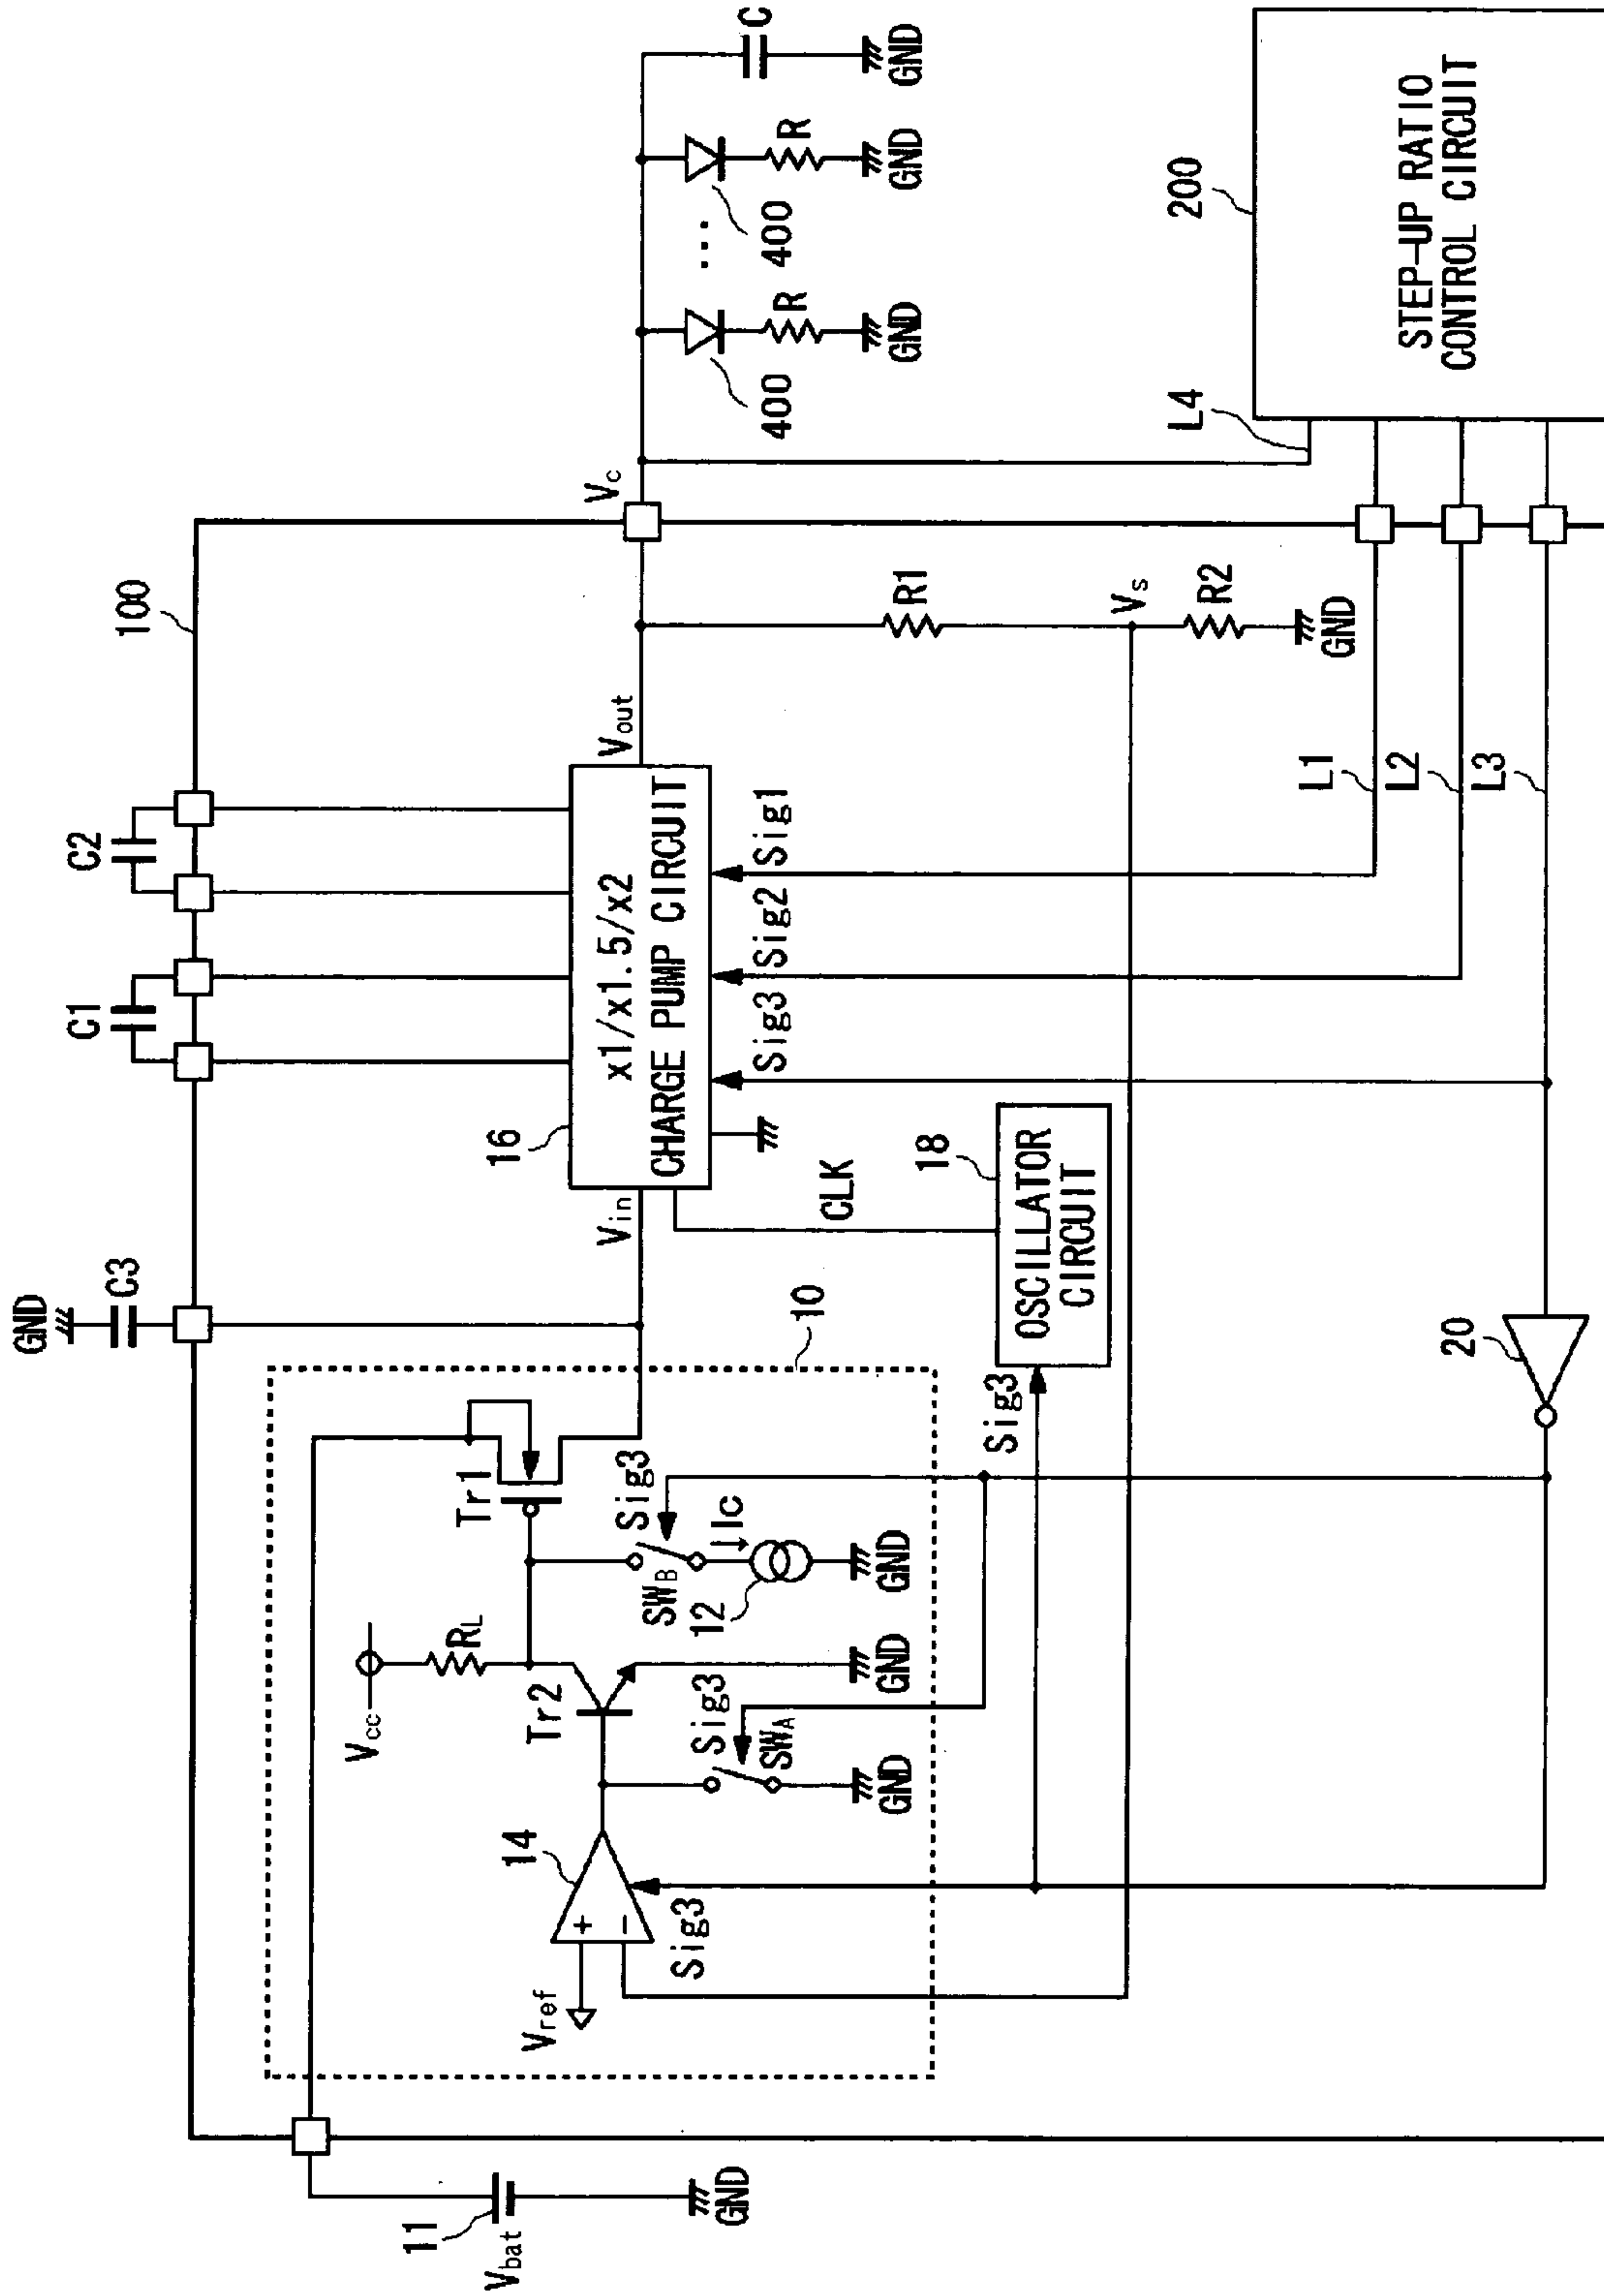 GND
C3
C1
C2
100
11
Vbat
GND
Vcc
RL
Tr1
10
Vin
16
x1/x1.5/x2
CHARGE PUMP CIRCUIT
Vout
Vc
400
...
400
R
R
C
GND
GND
GND
Vref
+
−
14
Sig3
Tr2
Sig3
SWA
GND
GND
SWB
Sig3
Ic
12
GND
CLK
18
OSCILLATOR
CIRCUIT
Sig3
Sig3
Sig2
Sig1
R1
Vs
R2
GND
L1
L2
L3
L4
200
STEP-UP RATIO
CONTROL CIRCUIT
20